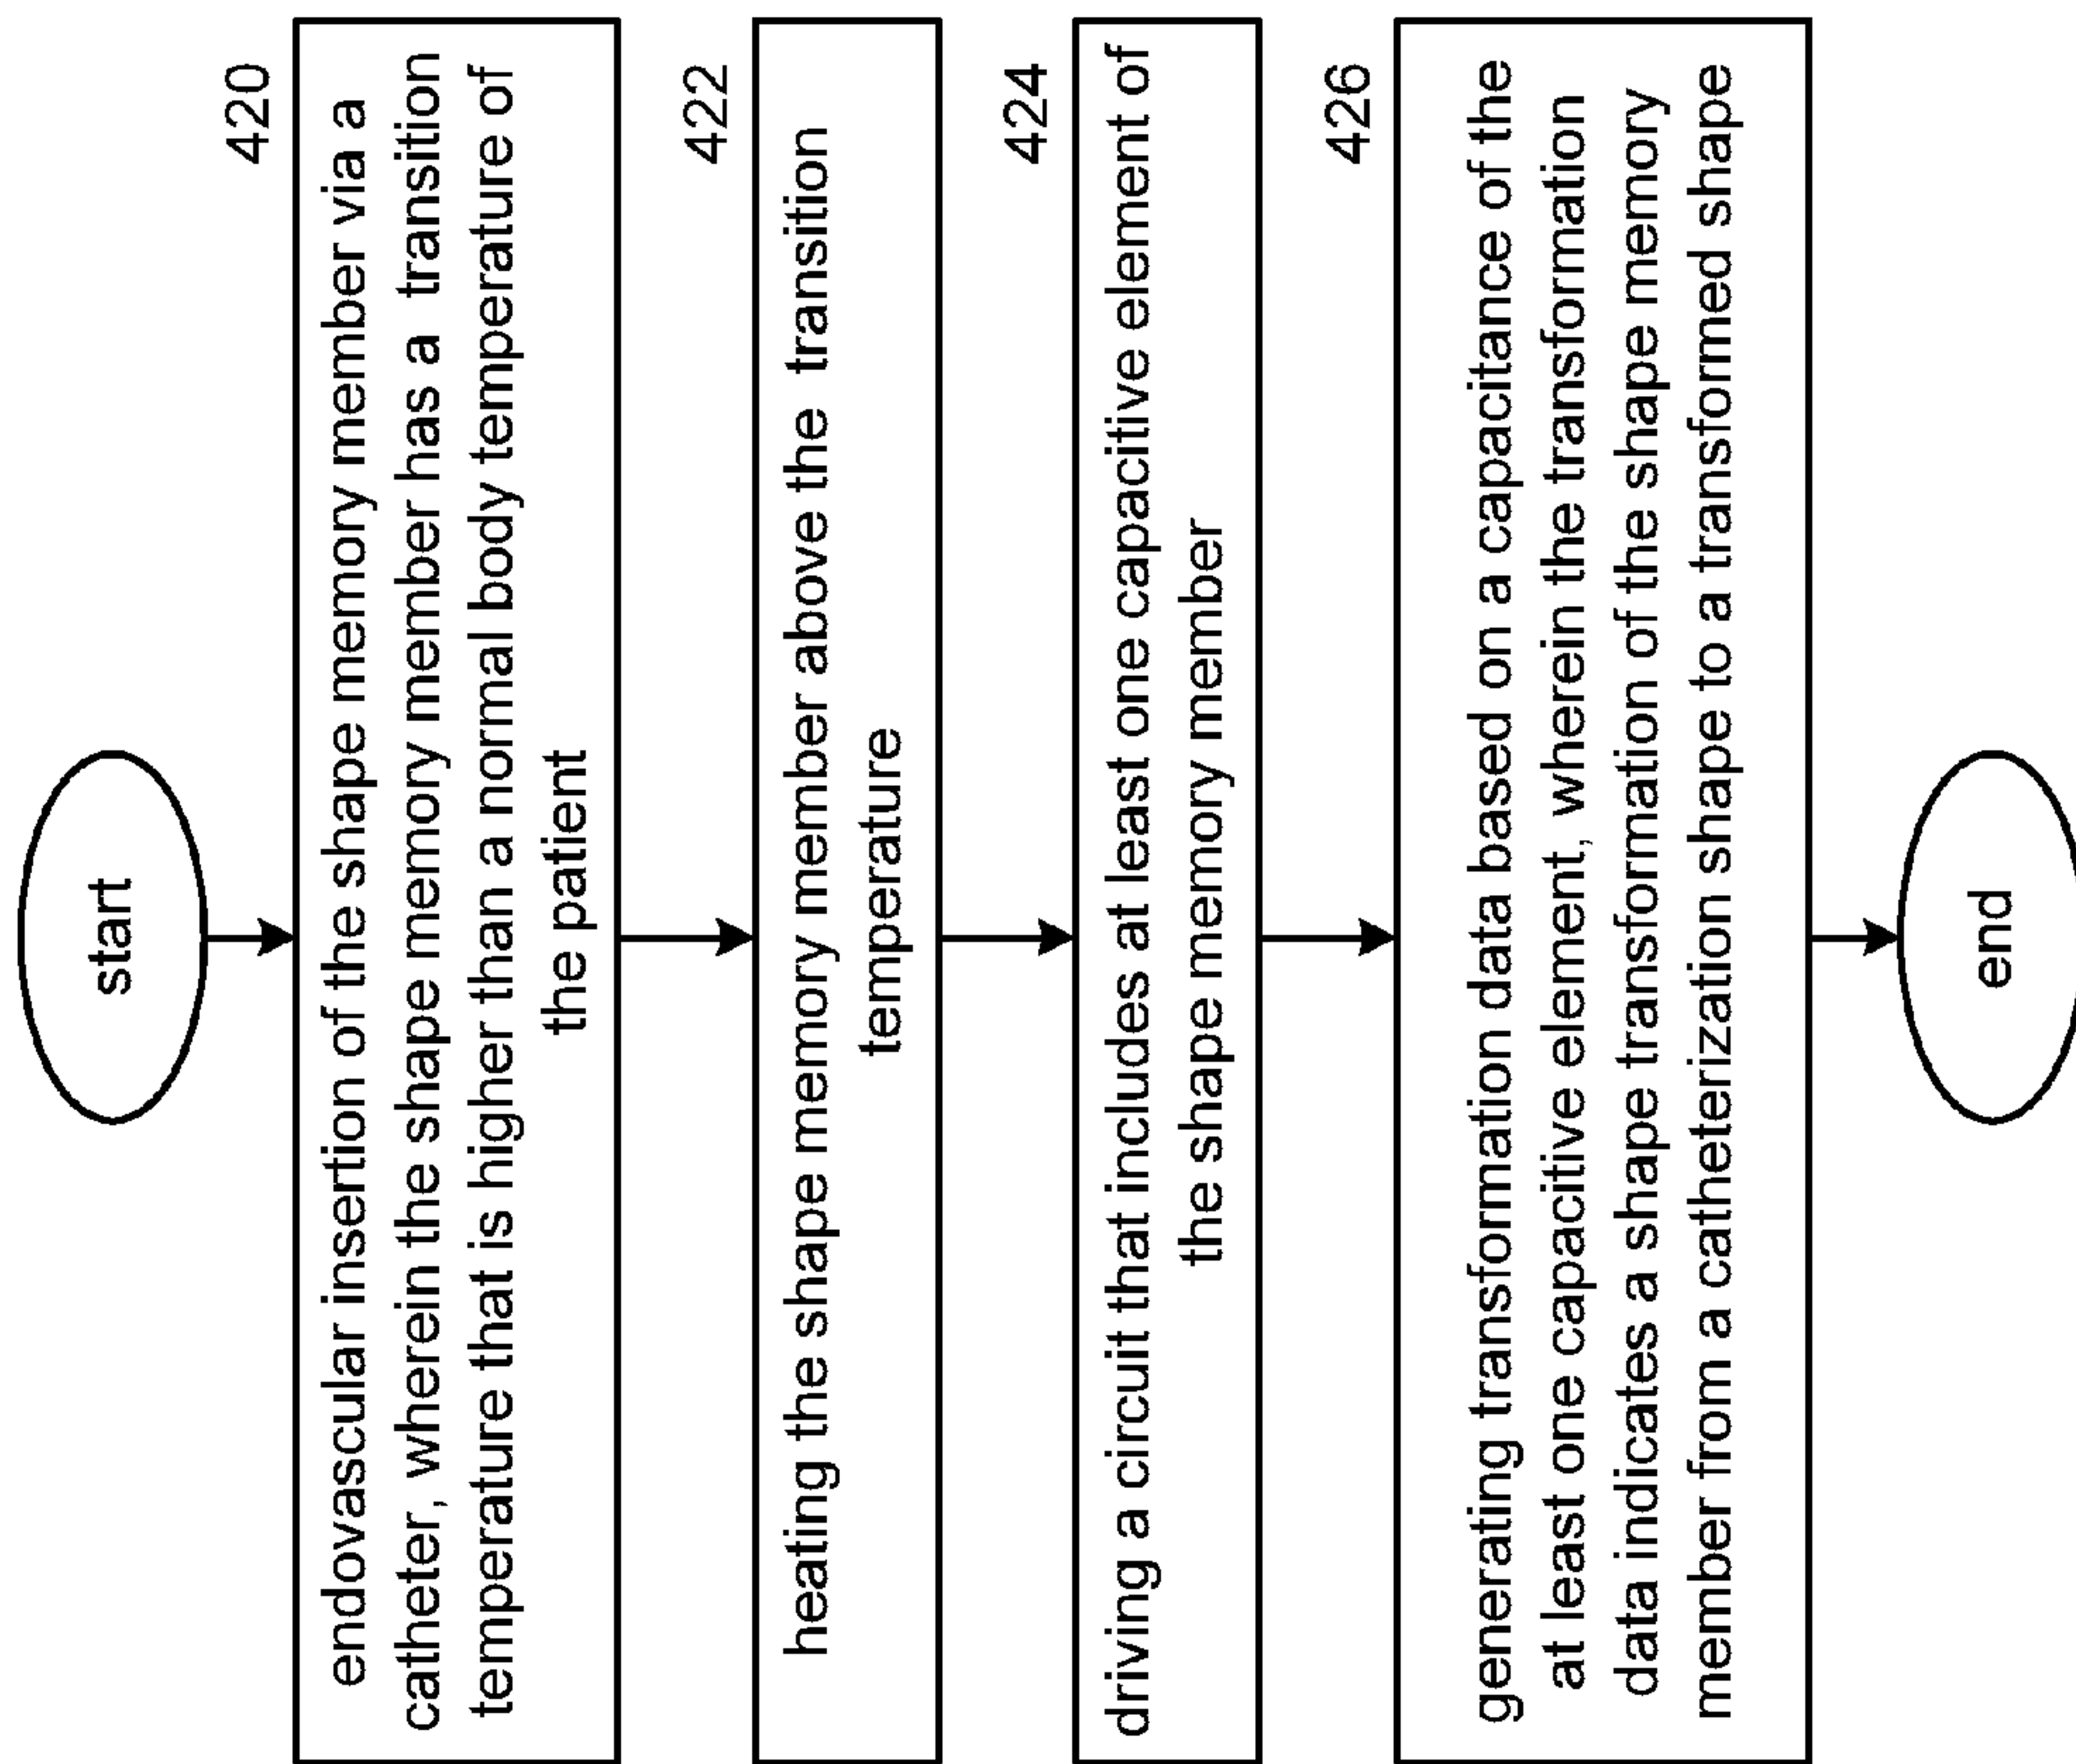 start
420
endovascular insertion of the shape memory member via a
catheter, wherein the shape memory member has a transition
temperature that is higher than a normal body temperature of
the patient
422
heating the shape memory member above the transition
temperature
424
driving a circuit that includes at least one capacitive element of
the shape memory member
426
generating transformation data based on a capacitance of the
at least one capacitive element, wherein the transformation
data indicates a shape transformation of the shape memory
member from a catheterization shape to a transformed shape
end